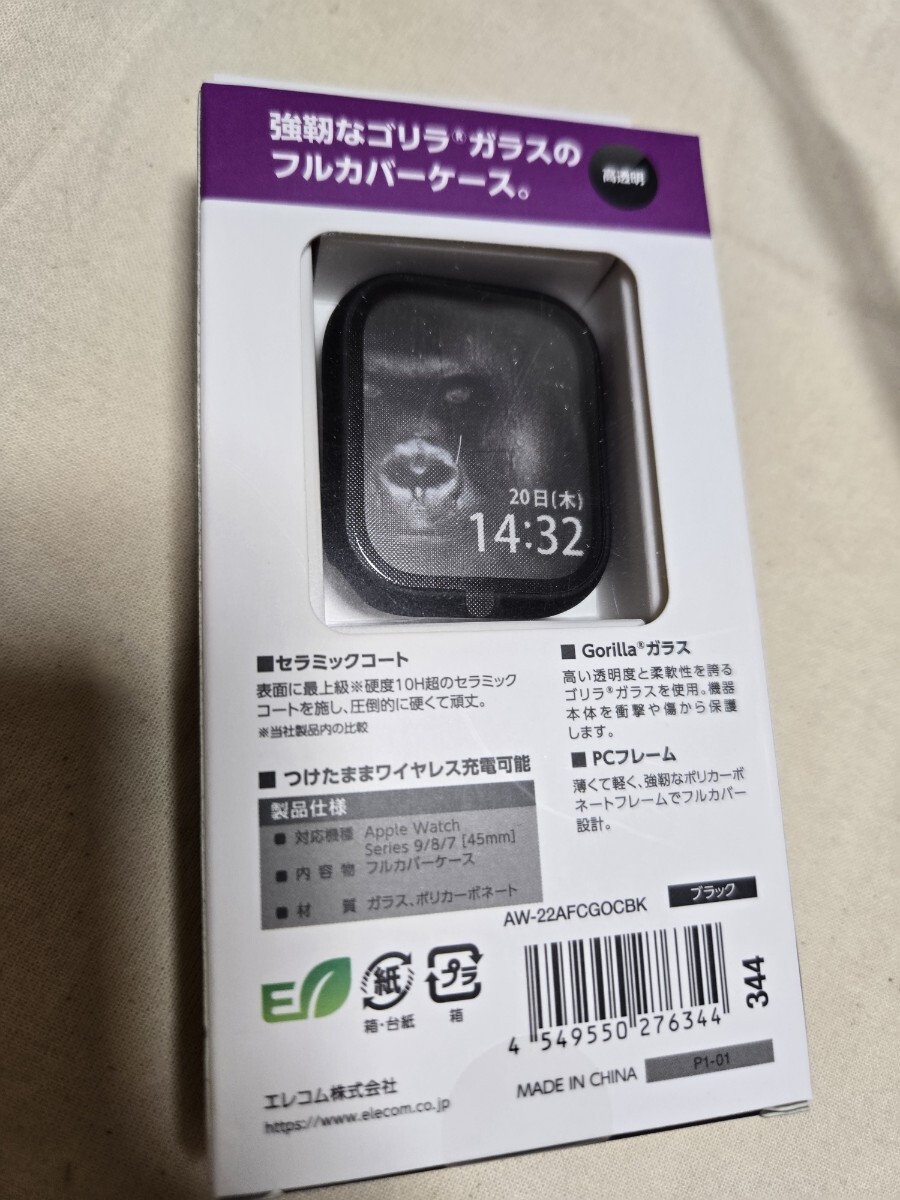 強靭なゴリラ®ガラスの
フルカバーケース。
高透明
20日(木)
14:32
■セラミックコート
表面に最上級※硬度10H超のセラミック
コートを施し、圧倒的に硬くて頑丈。
※当社製品内の比較
■ つけたままワイヤレス充電可能
■ Gorilla®ガラス
高い透明度と柔軟性を誇る
ゴリラ®ガラスを使用。機器
本体を衝撃や傷から保護
します。
■ PCフレーム
薄くて軽く、強靭なポリカーボ
ネートフレームでフルカバー
設計。
製品仕様
■ 対応機種 Apple Watch
Series 9/8/7 [45mm]
■ 内容物 フルカバーケース
■ 材質 ガラス、ポリカーボネート
AW-22AFCGOCBK ブラック
E
紙
箱・台紙
プラ
箱
4 549550 276344
344
MADE IN CHINA P1-01
エレコム株式会社
https://www.elecom.co.jp